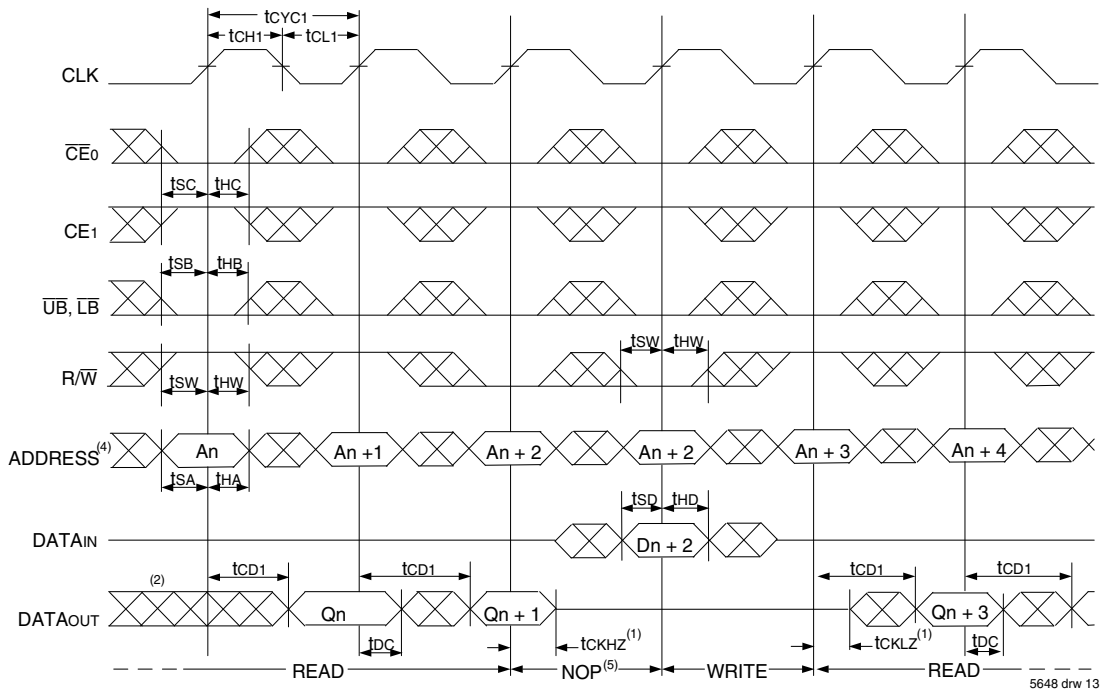 tCYC1
tCH1 tCL1
CLK
CE0
tSC tHC
CE1
tSB tHB
UB, LB
tSW tHW
R/W
tSW tHW
ADDRESS(4) An An +1 An + 2 An + 2 An + 3 An + 4
tSA tHA
tSD tHD
DATAIN Dn + 2
(2) tCD1 tCD1 tCD1 tCD1
DATAOUT Qn Qn + 1 Qn + 3
tDC tCKHZ(1) tCKLZ(1) tDC
READ NOP(5) WRITE READ
5648 drw 13